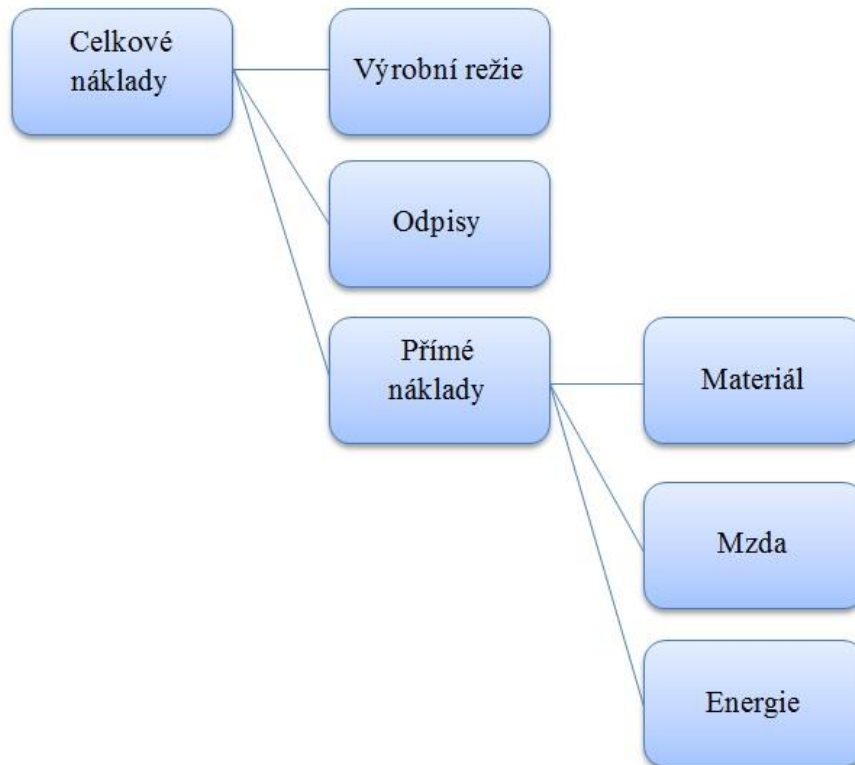 Celkové
náklady
Výrobní režie
Odpisy
Přímé
náklady
Materiál
Mzda
Energie